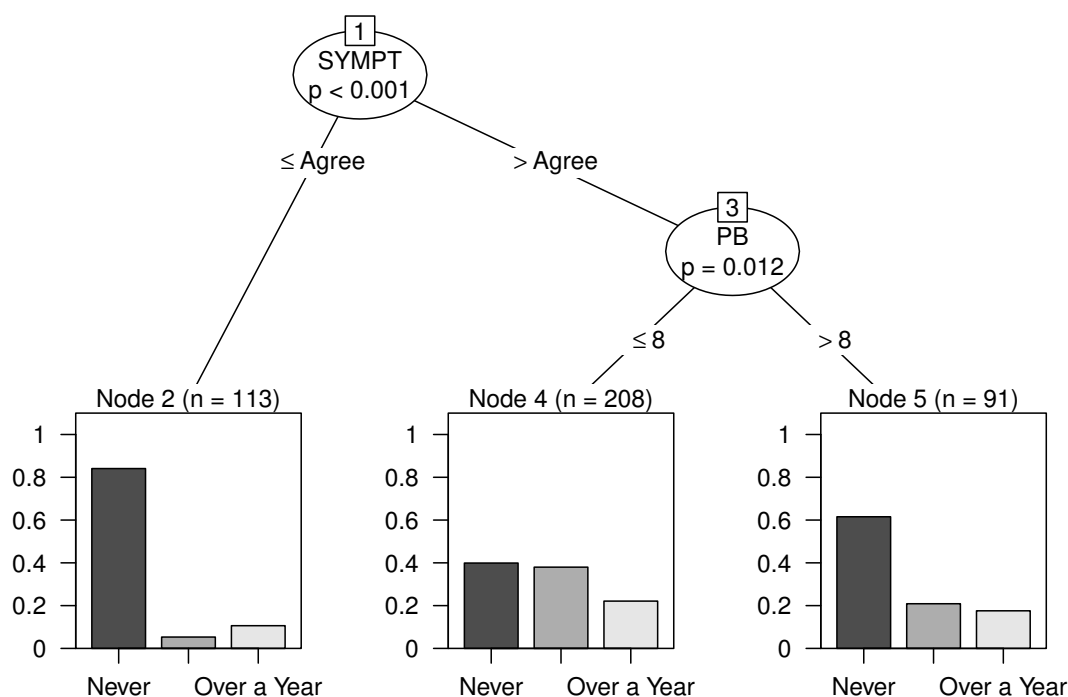 1
SYMPT
p < 0.001
≤ Agree
> Agree
3
PB
p = 0.012
≤ 8
> 8
Node 2 (n = 113)
1
0.8
0.6
0.4
0.2
0
Never
Over a Year
Node 4 (n = 208)
1
0.8
0.6
0.4
0.2
0
Never
Over a Year
Node 5 (n = 91)
1
0.8
0.6
0.4
0.2
0
Never
Over a Year